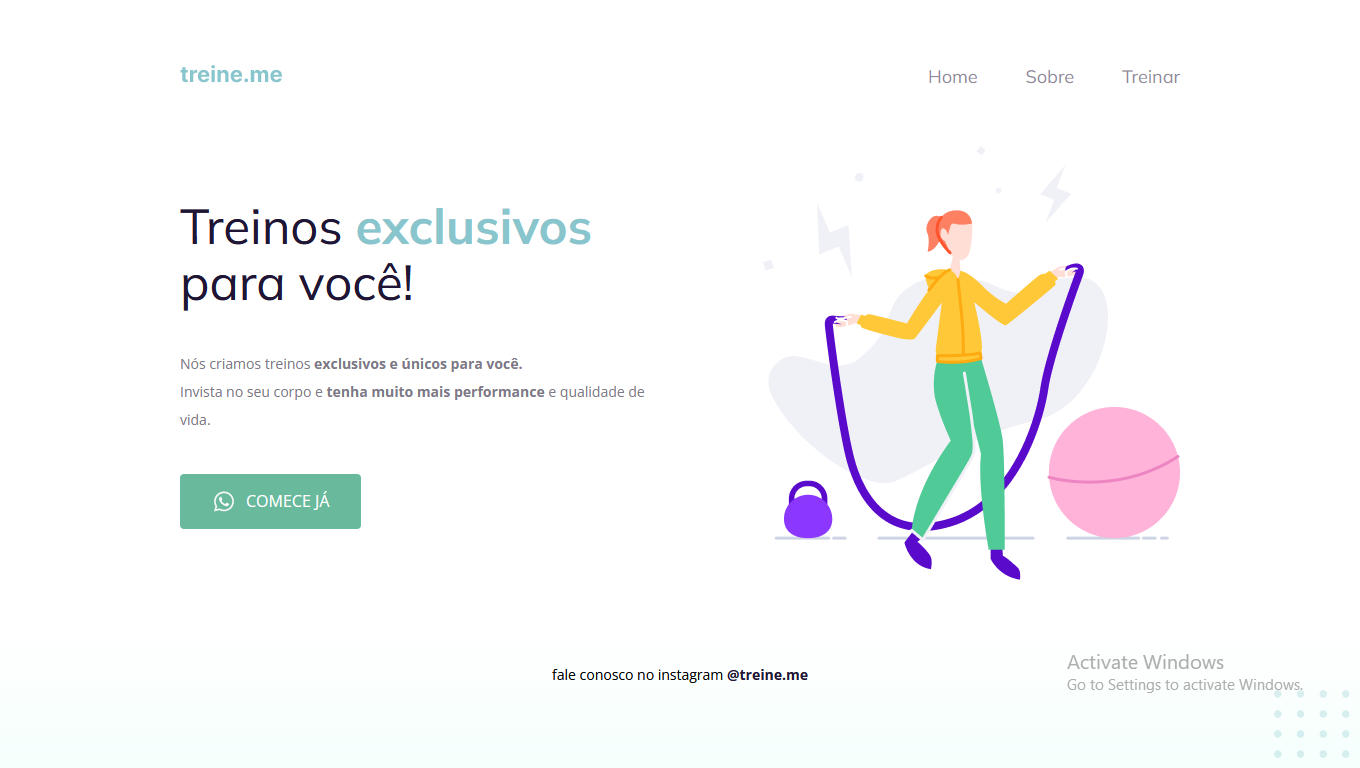 treine.me
Home Sobre Treinar
Treinos exclusivos
para você!
Nós criamos treinos exclusivos e únicos para você.
Invista no seu corpo e tenha muito mais performance e qualidade de
vida.
COMECE JÁ
fale conosco no instagram @treine.me
Activate Windows
Go to Settings to activate Windows.